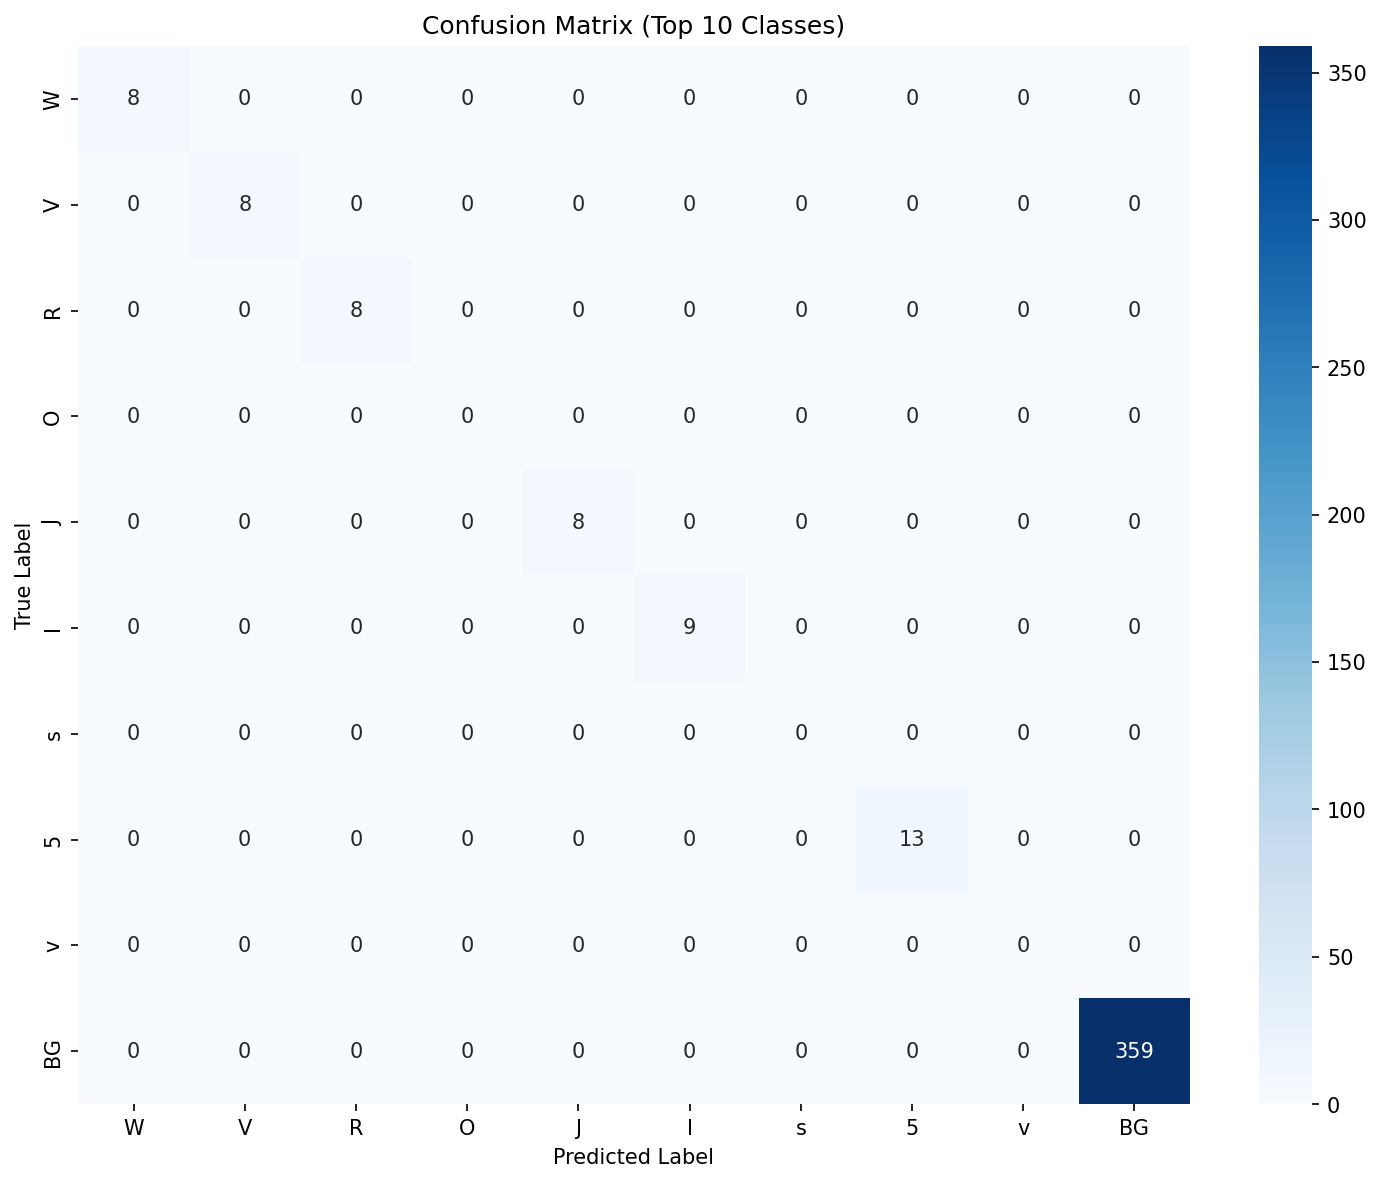 Confusion Matrix (Top 10 Classes)
W 8 0 0 0 0 0 0 0 0 0
V 0 8 0 0 0 0 0 0 0 0
R 0 0 8 0 0 0 0 0 0 0
O 0 0 0 0 0 0 0 0 0 0
J 0 0 0 0 8 0 0 0 0 0
I 0 0 0 0 0 9 0 0 0 0
s 0 0 0 0 0 0 0 0 0 0
5 0 0 0 0 0 0 0 13 0 0
v 0 0 0 0 0 0 0 0 0 0
BG 0 0 0 0 0 0 0 0 0 359
W V R O J I s 5 v BG
Predicted Label
True Label
350
300
250
200
150
100
50
0